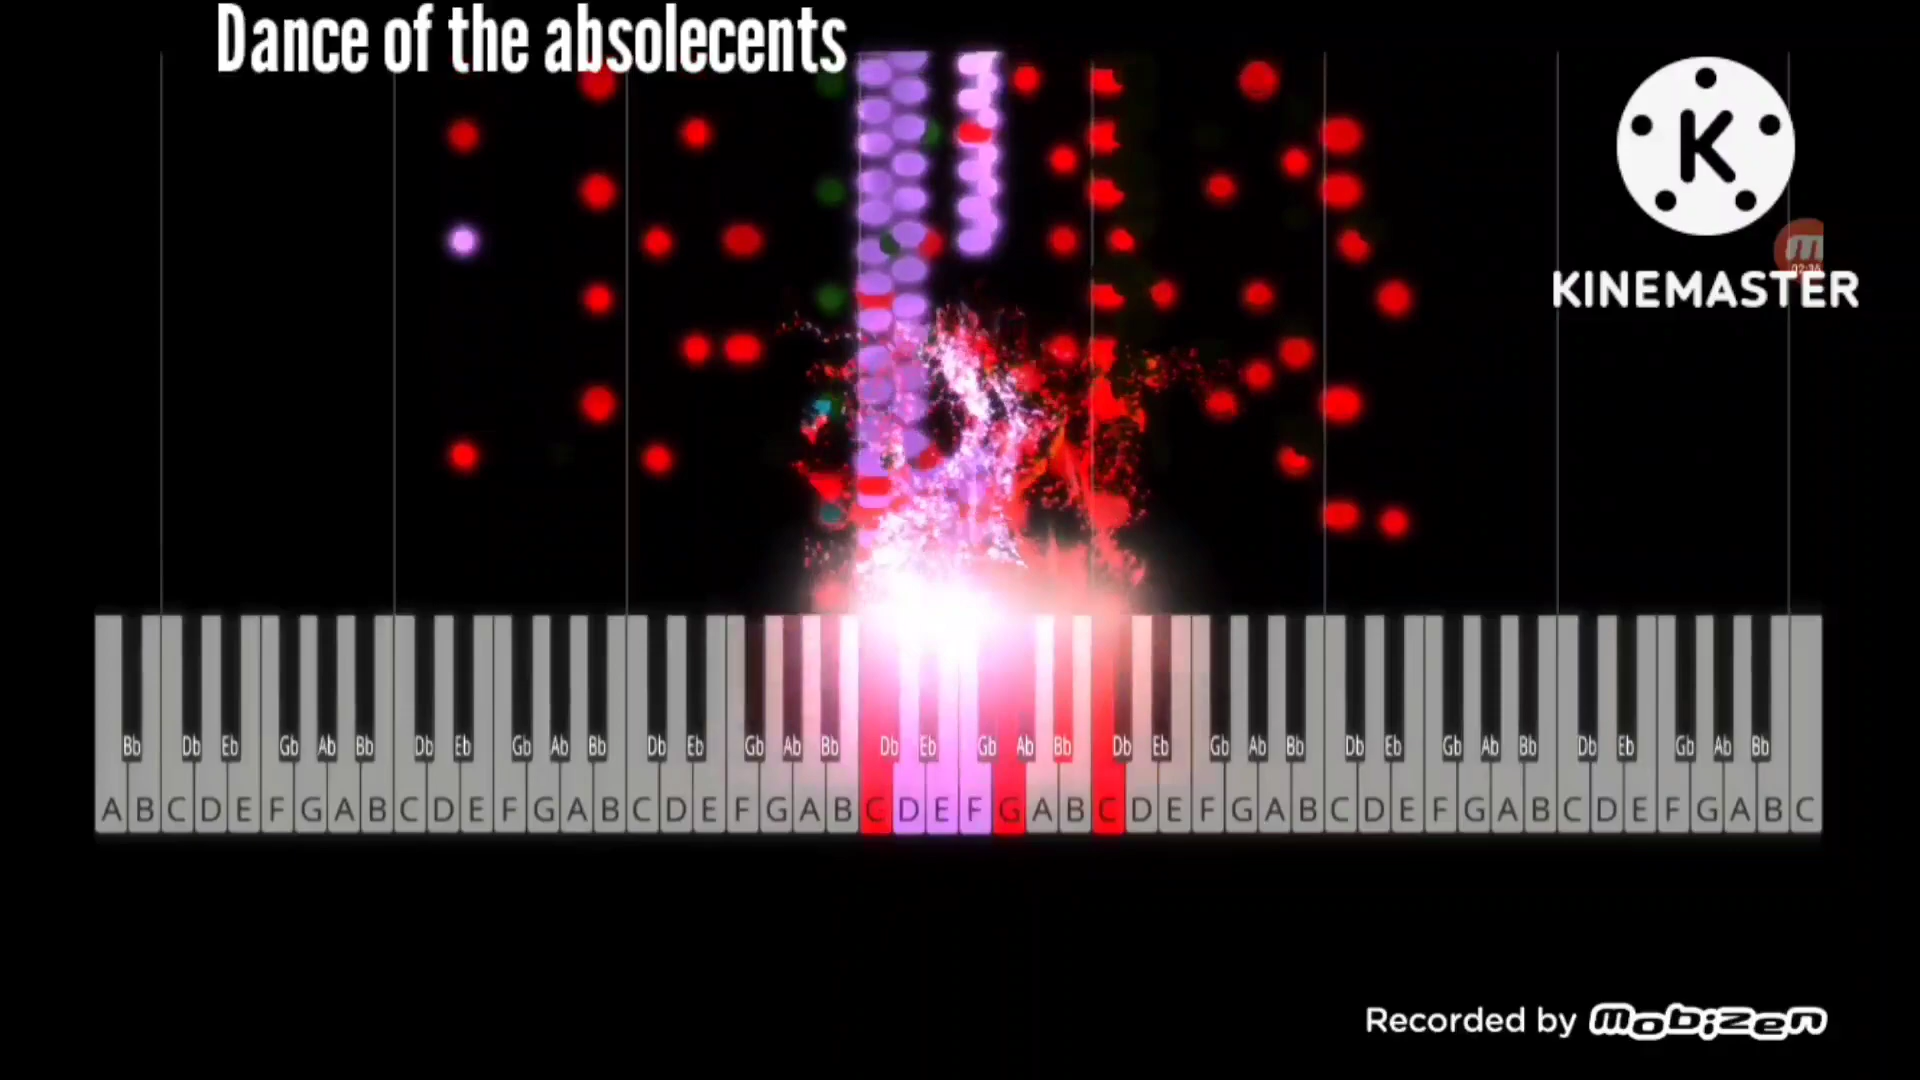 Dance of the absolecents
K
m
02:36
KINEMASTER
Bb Db Eb Gb Ab Bb Db Eb Gb Ab Bb Db Eb Gb Ab Bb Db Eb Gb Ab Bb Db Eb Gb Ab Bb Db Eb Gb Ab Bb Db Eb Gb Ab Bb
A B C D E F G A B C D E F G A B C D E F G A B C D E F G A B C D E F G A B C D E F G A B C D E F G A B C
Recorded by mobizen